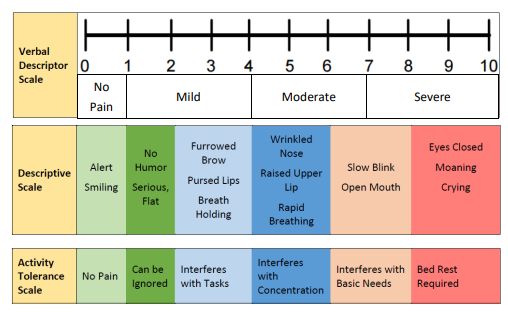 Verbal
Descriptor
Scale
0 1 2 3 4 5 6 7 8 9 10
No
Pain
Mild
Moderate
Severe
Descriptive
Scale
Alert
Smiling
No
Humor
Serious,
Flat
Furrowed
Brow
Pursed Lips
Breath
Holding
Wrinkled
Nose
Raised Upper
Lip
Rapid
Breathing
Slow Blink
Open Mouth
Eyes Closed
Moaning
Crying
Activity
Tolerance
Scale
No Pain
Can be
Ignored
Interferes
with Tasks
Interferes
with
Concentration
Interferes with
Basic Needs
Bed Rest
Required